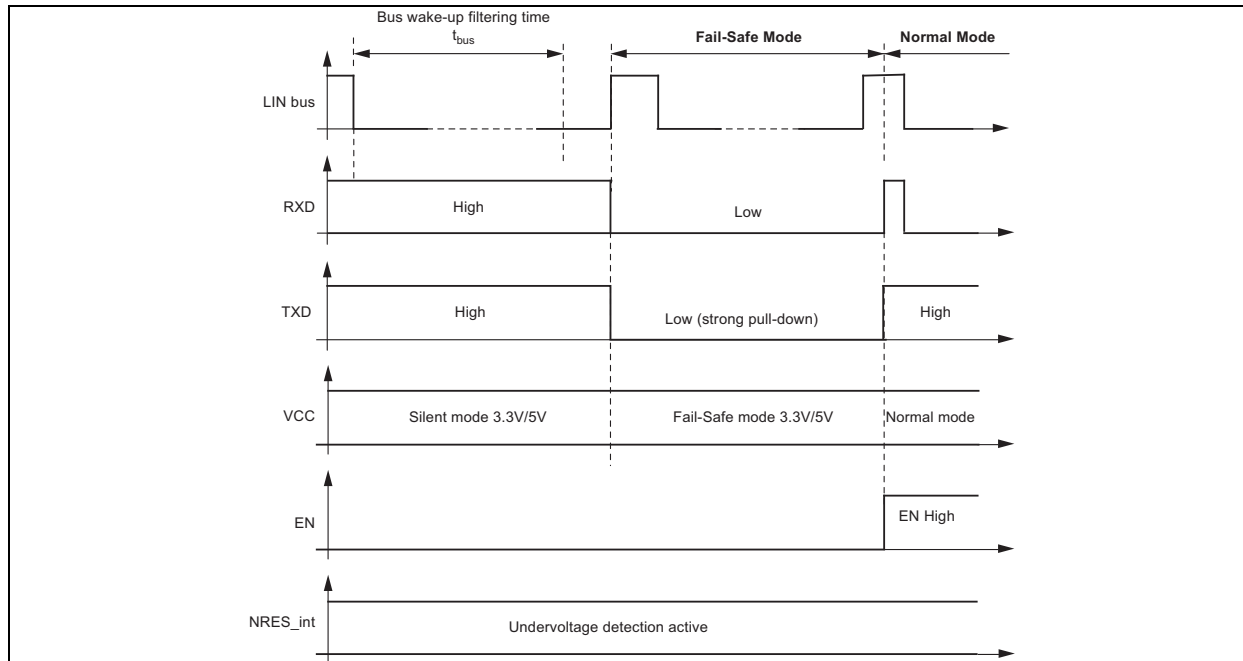 Bus wake-up filtering time
tbus
Fail-Safe Mode
Normal Mode
LIN bus
RXD
High
Low
TXD
High
Low (strong pull-down)
High
VCC
Silent mode 3.3V/5V
Fail-Safe mode 3.3V/5V
Normal mode
EN
EN High
NRES_int
Undervoltage detection active